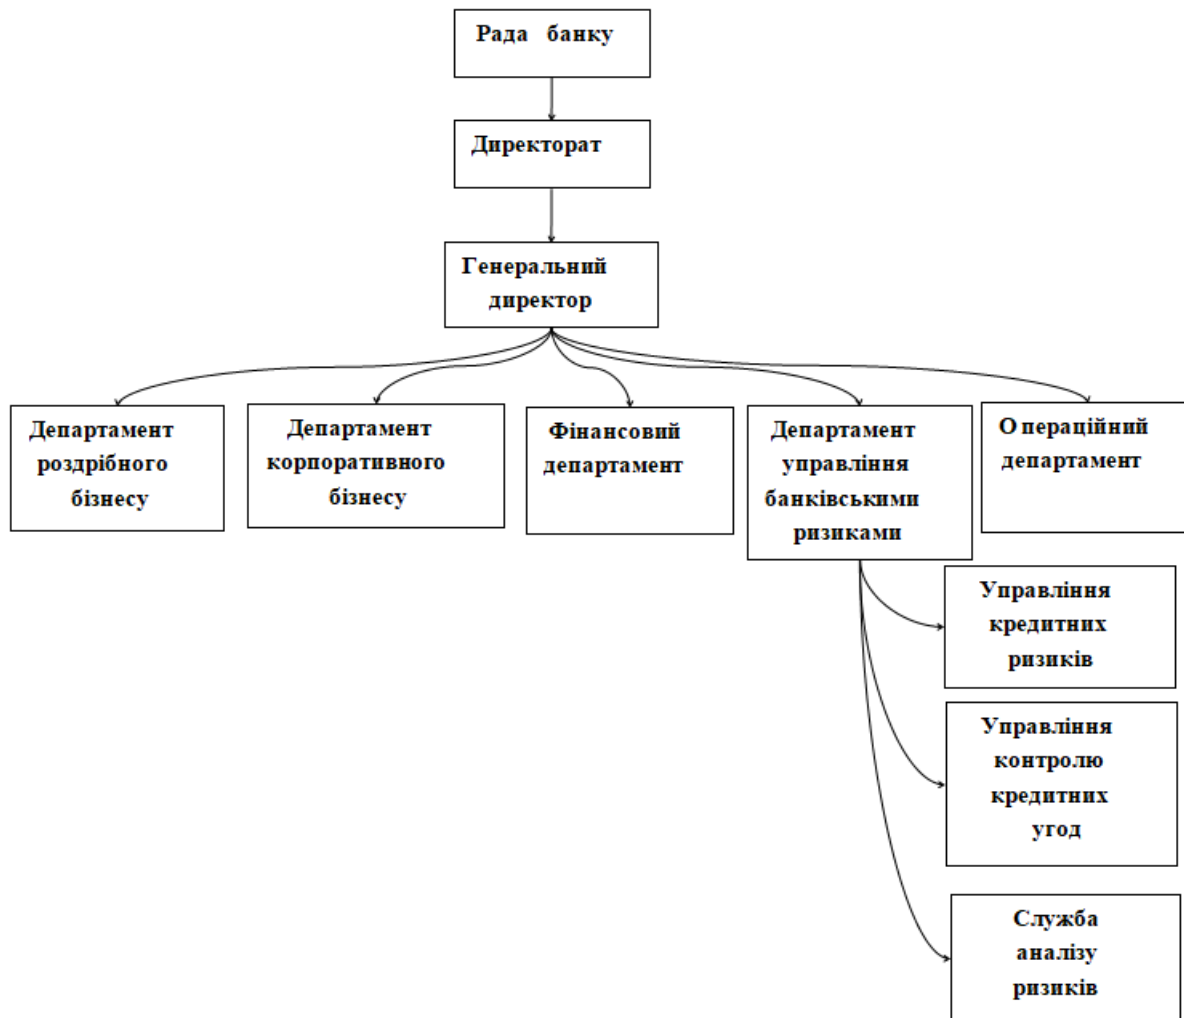 Рада банку
Директорат
Генеральний
директор
Департамент
роздрібного
бізнесу
Департамент
корпоративного
бізнесу
Фінансовий
департамент
Департамент
управління
банківськими
ризиками
О пераційний
департамент
Управління
кредитних
ризиків
Управління
контролю
кредитних
угод
Служба
аналізу
ризиків